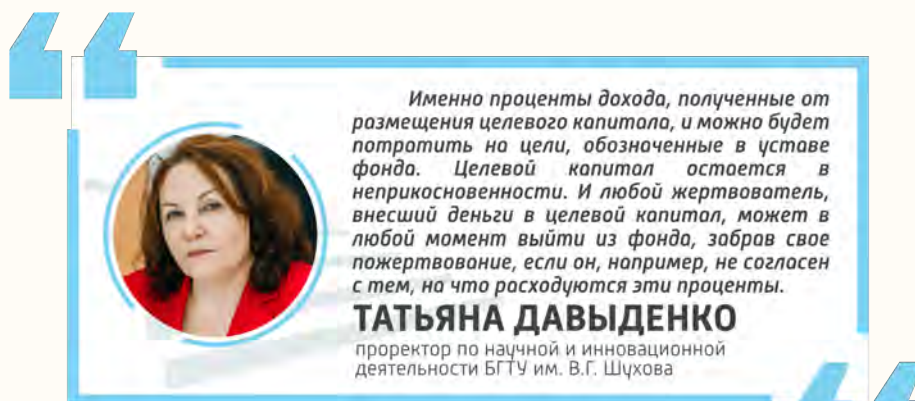 Именно проценты дохода, полученные от
размещения целевого капитала, и можно будет
потратить на цели, обозначенные в уставе
фонда. Целевой капитал остается в
неприкосновенности. И любой жертвователь,
внесший деньги в целевой капитал, может в
любой момент выйти из фонда, забрав свое
пожертвование, если он, например, не согласен
с тем, на что расходуются эти проценты.
ТАТЬЯНА ДАВЫДЕНКО
проректор по научной и инновационной
деятельности БГТУ им. В.Г. Шухова